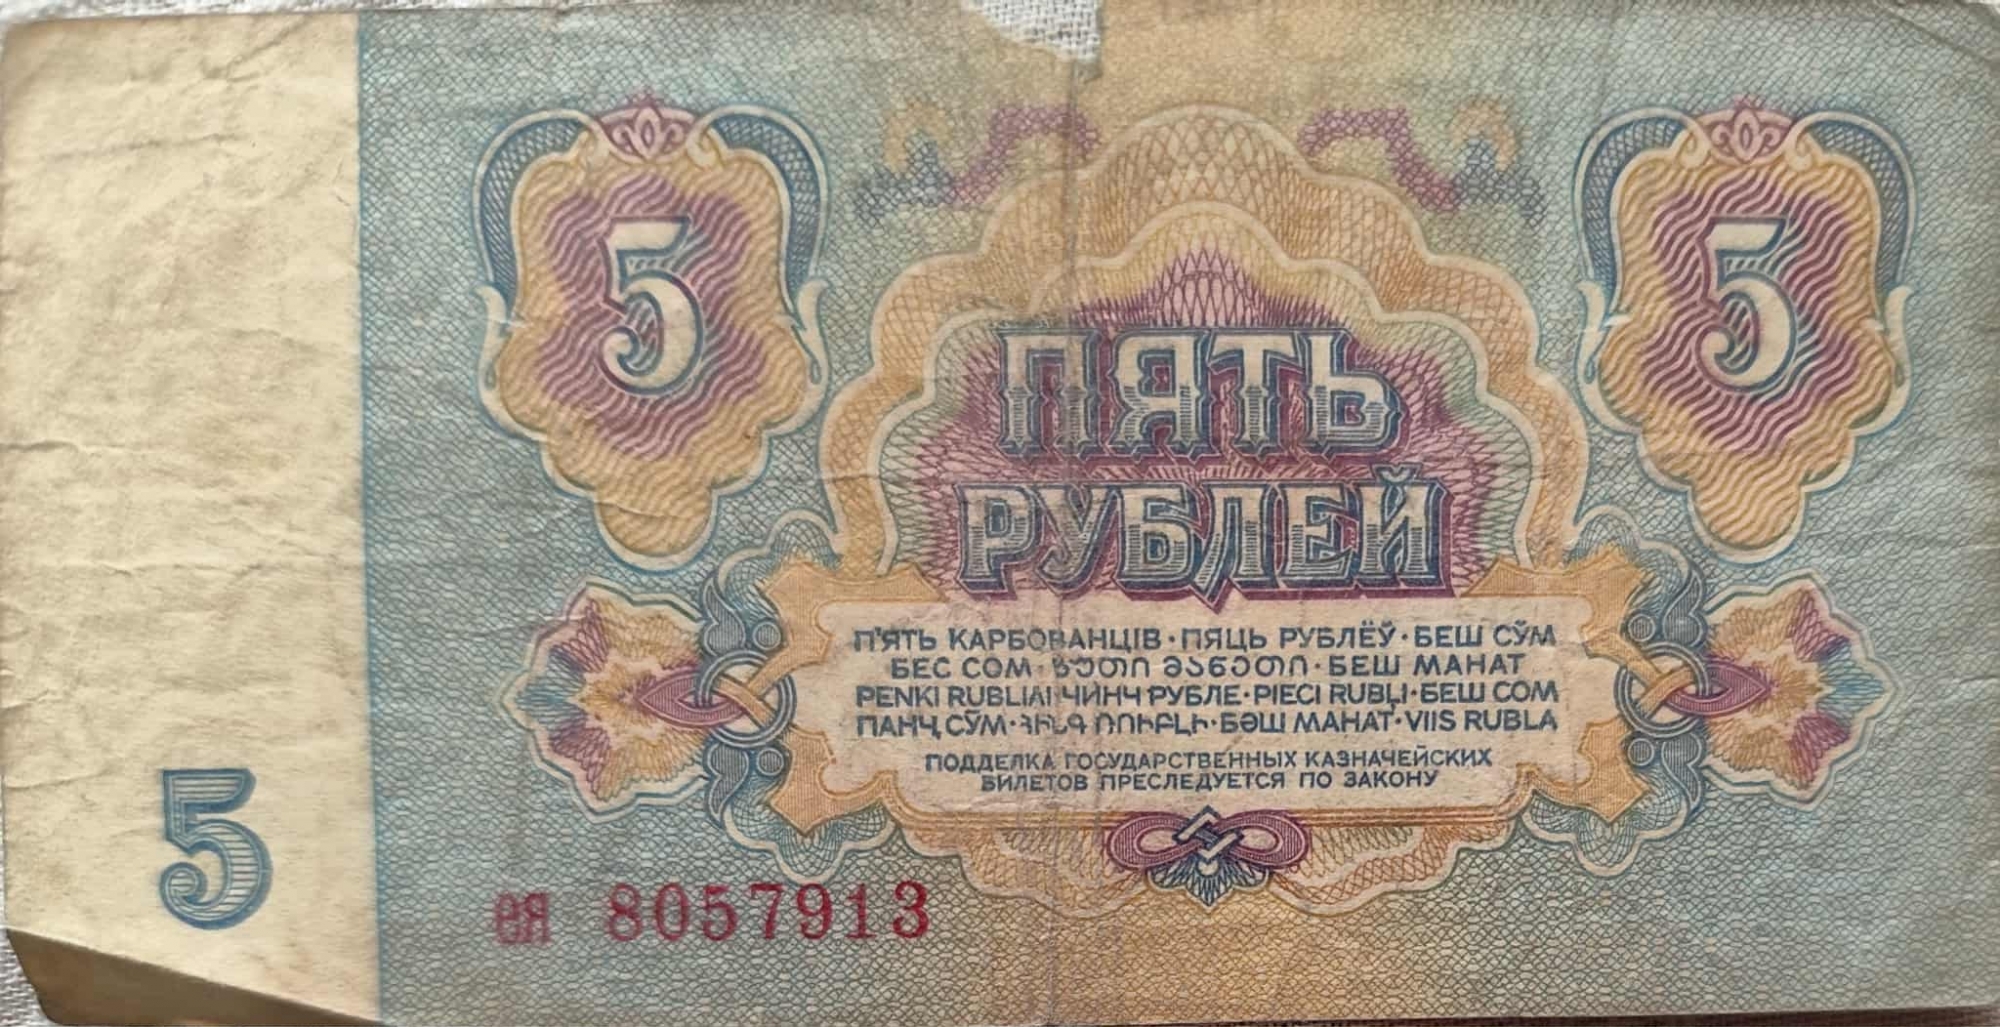 5
5
ПЯТЬ
РУБЛЕЙ
П'ЯТЬ КАРБОВАНЦІВ · ПЯЦЬ РУБЛЁЎ · БЕШ СЎМ
БЕС СОМ · ხუთი მანეთი · БЕШ МАНАТ
PENKI RUBLIAI · ЧИНЧ РУБЛЕ · PIECI RUBĻI · БЕШ СОМ
ПАНҶ СЎМ · ՀԻՆԳ ՌՈՒԲԼԻ · БӘШ МАНАТ · VIIS RUBLA
ПОДДЕЛКА ГОСУДАРСТВЕННЫХ КАЗНАЧЕЙСКИХ
БИЛЕТОВ ПРЕСЛЕДУЕТСЯ ПО ЗАКОНУ
5
ея 8057913